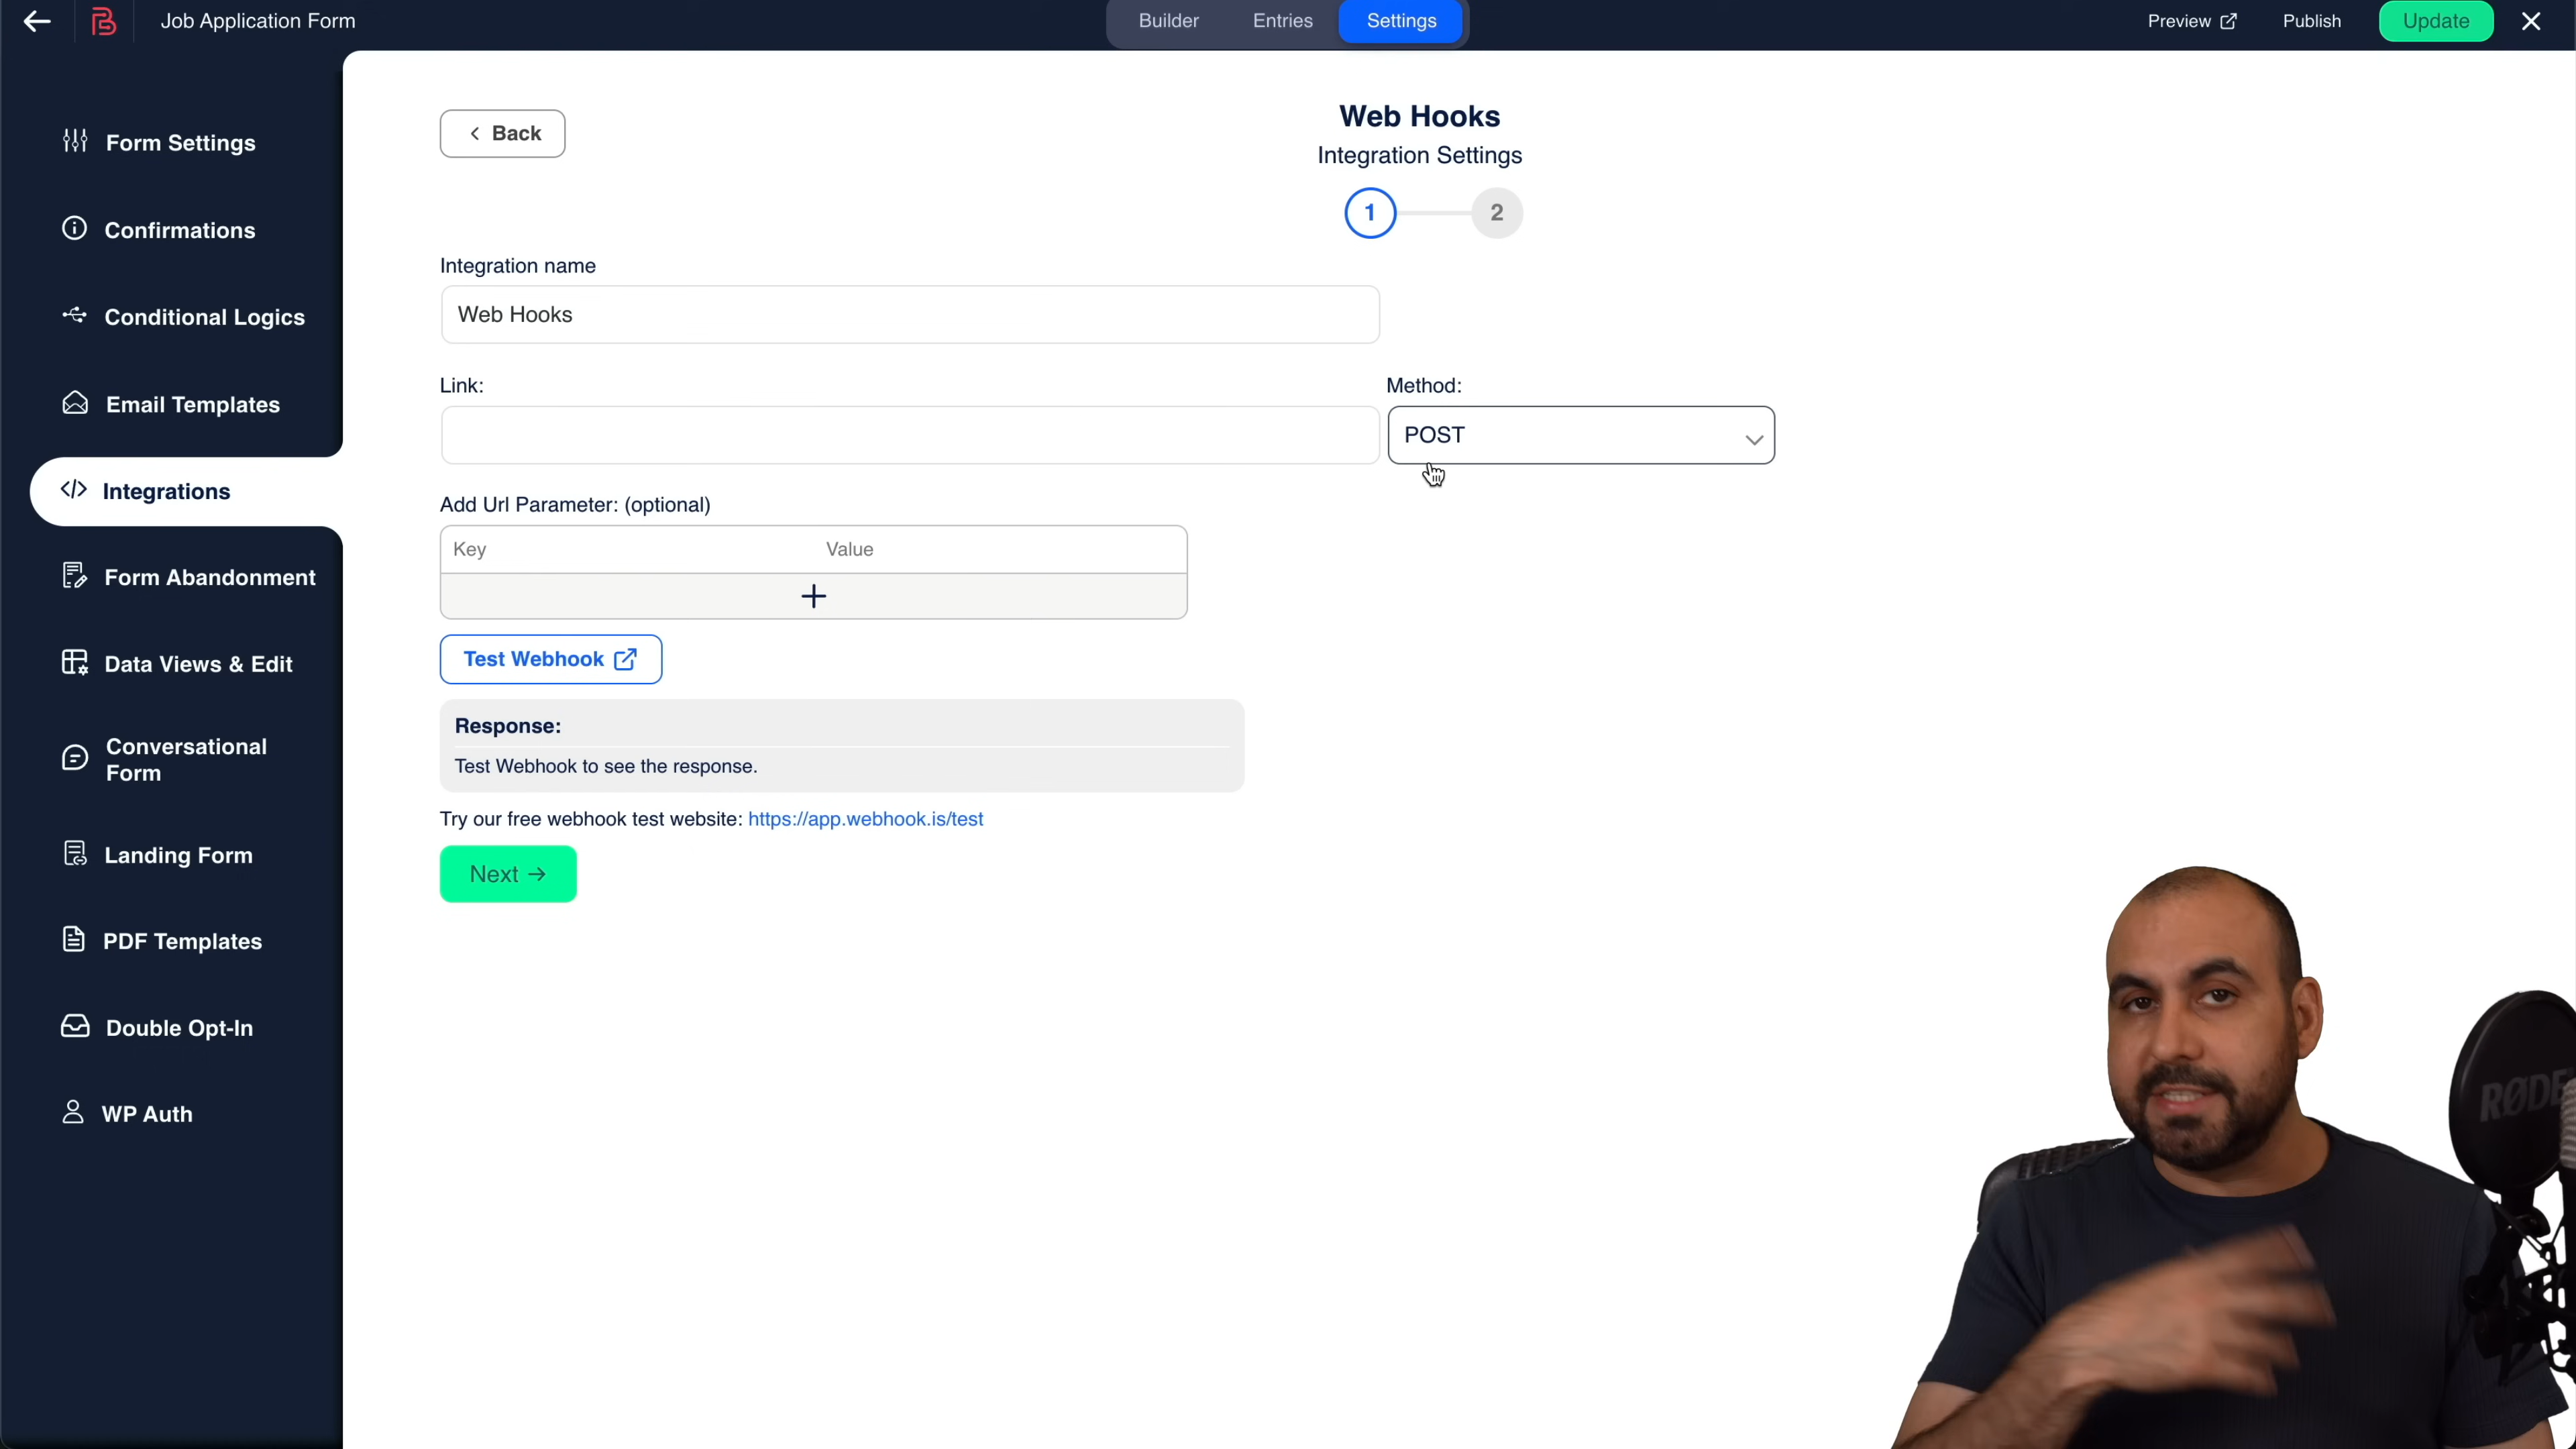 Job Application Form
Builder
Entries
Settings
Preview
Publish
Update
Form Settings
Confirmations
Conditional Logics
Email Templates
Integrations
Form Abandonment
Data Views & Edit
Conversational
Form
Landing Form
PDF Templates
Double Opt-In
WP Auth
Back
Web Hooks
Integration Settings
1
2
Integration name
Web Hooks
Link:
Method:
POST
Add Url Parameter: (optional)
Key
Value
Test Webhook
Response:
Test Webhook to see the response.
Try our free webhook test website: https://app.webhook.is/test
Next →
RØDE